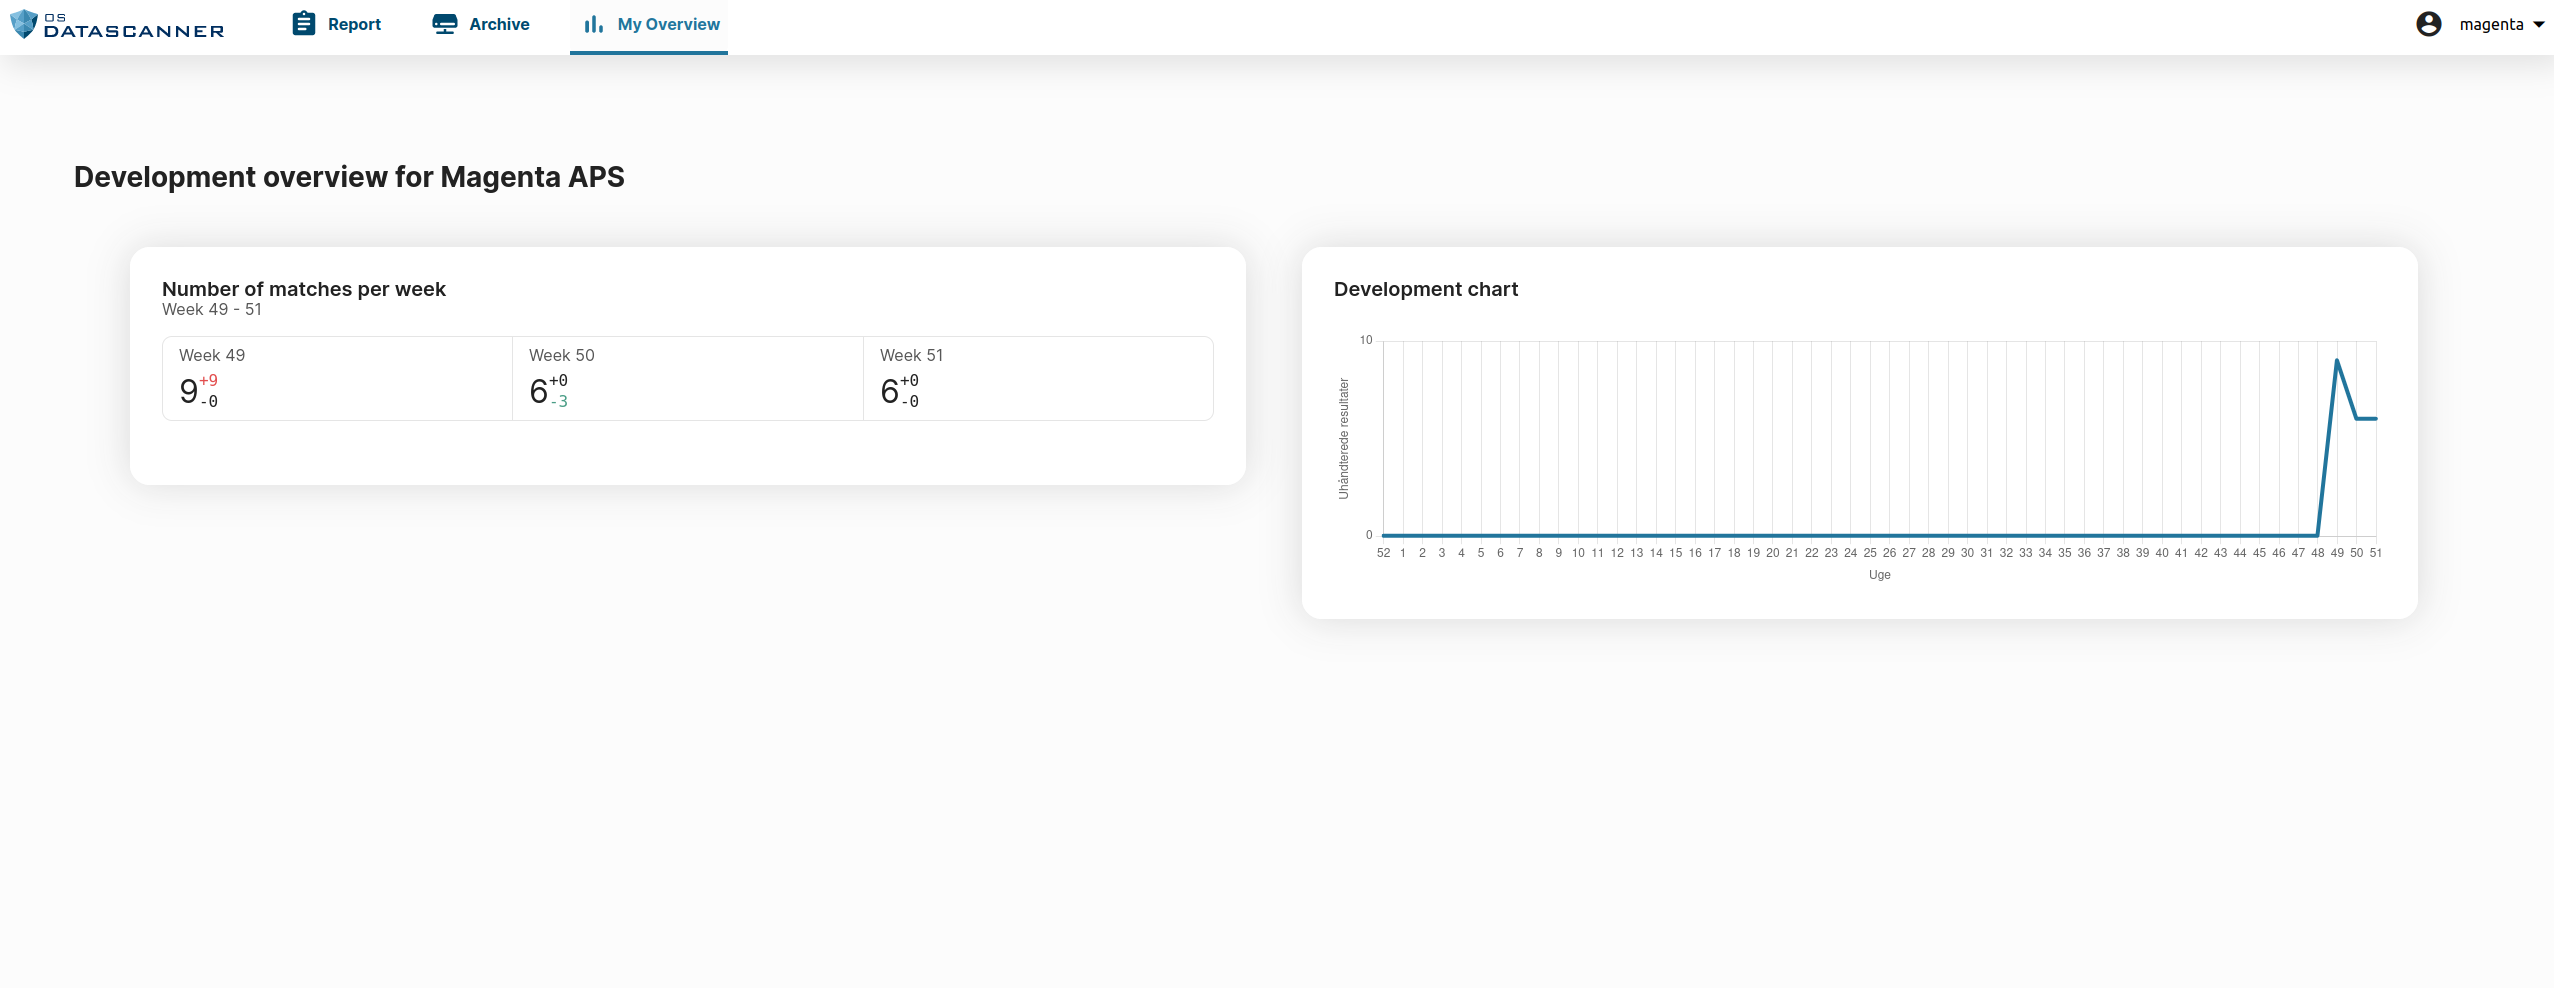 OS
DATASCANNER
Report
Archive
My Overview
magenta
Development overview for Magenta APS
Number of matches per week
Week 49 - 51
Week 49
9 +9 -0
Week 50
6 +0 -3
Week 51
6 +0 -0
Development chart
10
Uhåndterede resultater
0
52 1 2 3 4 5 6 7 8 9 10 11 12 13 14 15 16 17 18 19 20 21 22 23 24 25 26 27 28 29 30 31 32 33 34 35 36 37 38 39 40 41 42 43 44 45 46 47 48 49 50 51
Uge